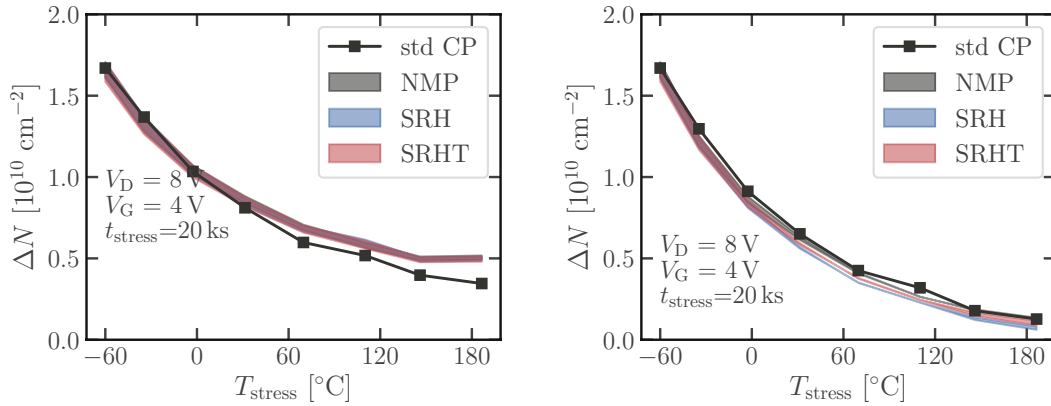 2.0
1.5
1.0
0.5
0.0
ΔN [10¹⁰ cm⁻²]
std CP
NMP
SRH
SRHT
V_D = 8 V
V_G = 4 V
t_stress=20 ks
−60
0
60
120
180
T_stress [°C]
2.0
1.5
1.0
0.5
0.0
ΔN [10¹⁰ cm⁻²]
std CP
NMP
SRH
SRHT
V_D = 8 V
V_G = 4 V
t_stress=20 ks
−60
0
60
120
180
T_stress [°C]